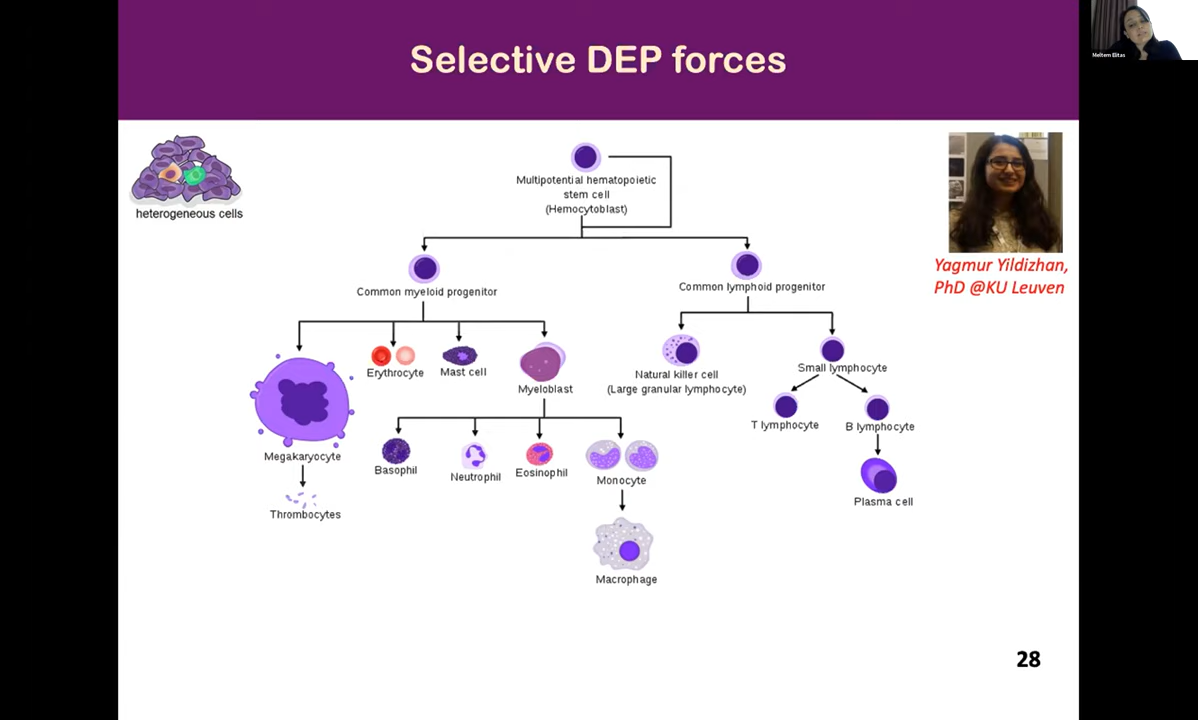 Selective DEP forces
Meltem Elitas
heterogeneous cells
Multipotential hematopoietic
stem cell
(Hemocytoblast)
Yagmur Yildizhan,
PhD @KU Leuven
Common myeloid progenitor
Common lymphoid progenitor
Erythrocyte
Mast cell
Myeloblast
Natural killer cell
(Large granular lymphocyte)
Small lymphocyte
T lymphocyte
B lymphocyte
Megakaryocyte
Basophil
Neutrophil
Eosinophil
Monocyte
Plasma cell
Thrombocytes
Macrophage
28